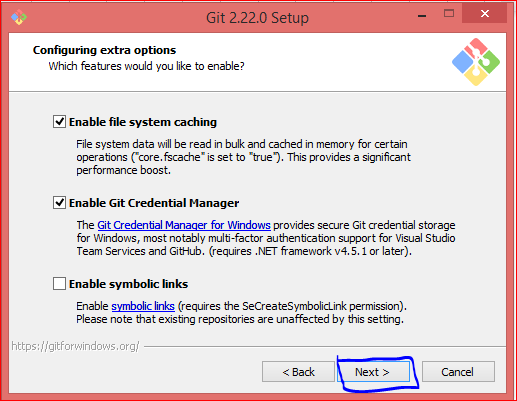 Git 2.22.0 Setup
Configuring extra options
Which features would you like to enable?
Enable file system caching
File system data will be read in bulk and cached in memory for certain
operations ("core.fscache" is set to "true"). This provides a significant
performance boost.
Enable Git Credential Manager
The Git Credential Manager for Windows provides secure Git credential storage
for Windows, most notably multi-factor authentication support for Visual Studio
Team Services and GitHub. (requires .NET framework v4.5.1 or later).
Enable symbolic links
Enable symbolic links (requires the SeCreateSymbolicLink permission).
Please note that existing repositories are unaffected by this setting.
https://gitforwindows.org/
< Back Next > Cancel